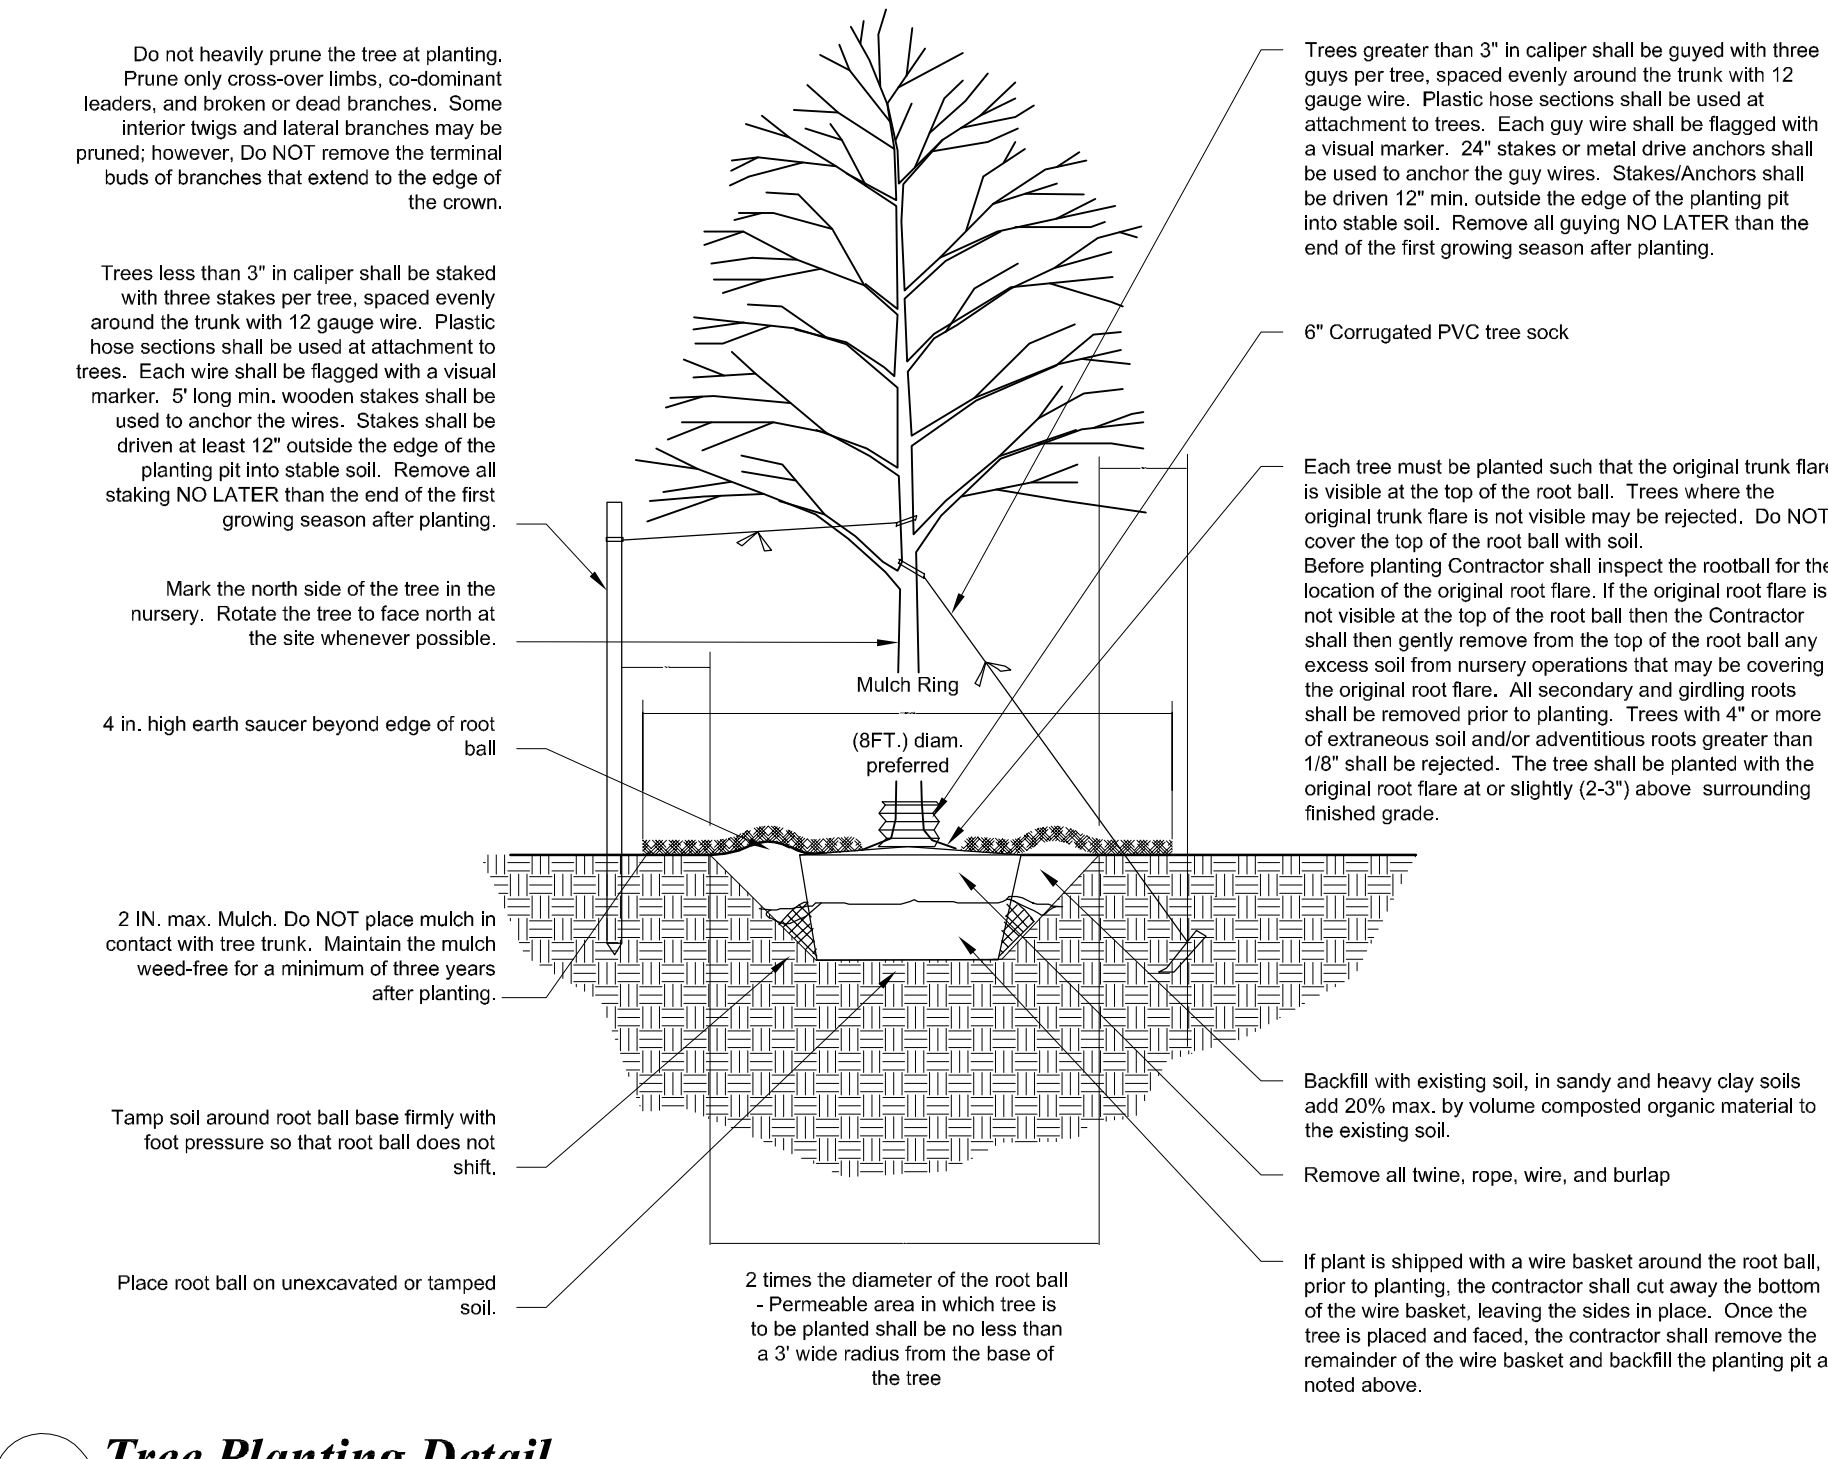 Do not heavily prune the tree at planting.
Prune only cross-over limbs, co-dominant
leaders, and broken or dead branches.  Some
interior twigs and lateral branches may be
pruned; however, Do NOT remove the terminal
buds of branches that extend to the edge of
the crown.
Trees less than 3" in caliper shall be staked
with three stakes per tree, spaced evenly
around the trunk with 12 gauge wire.  Plastic
hose sections shall be used at attachment to
trees.  Each wire shall be flagged with a visual
marker.  5' long min. wooden stakes shall be
used to anchor the wires.  Stakes shall be
driven at least 12" outside the edge of the
planting pit into stable soil.  Remove all
staking NO LATER than the end of the first
growing season after planting.
Mark the north side of the tree in the
nursery.  Rotate the tree to face north at
the site whenever possible.
4 in. high earth saucer beyond edge of root
ball
2 IN. max. Mulch. Do NOT place mulch in
contact with tree trunk.  Maintain the mulch
weed-free for a minimum of three years
after planting.
Tamp soil around root ball base firmly with
foot pressure so that root ball does not
shift.
Place root ball on unexcavated or tamped
soil.
Mulch Ring
(8FT.) diam.
preferred
2 times the diameter of the root ball
- Permeable area in which tree is
to be planted shall be no less than
a 3' wide radius from the base of
the tree
Trees greater than 3" in caliper shall be guyed with three
guys per tree, spaced evenly around the trunk with 12
gauge wire.  Plastic hose sections shall be used at
attachment to trees.  Each guy wire shall be flagged with
a visual marker.  24" stakes or metal drive anchors shall
be used to anchor the guy wires.  Stakes/Anchors shall
be driven 12" min. outside the edge of the planting pit
into stable soil.  Remove all guying NO LATER than the
end of the first growing season after planting.
6" Corrugated PVC tree sock
Each tree must be planted such that the original trunk flare
is visible at the top of the root ball.  Trees where the
original trunk flare is not visible may be rejected.  Do NOT
cover the top of the root ball with soil.
Before planting Contractor shall inspect the rootball for the
location of the original root flare. If the original root flare is
not visible at the top of the root ball then the Contractor
shall then gently remove from the top of the root ball any
excess soil from nursery operations that may be covering
the original root flare.  All secondary and girdling roots
shall be removed prior to planting.  Trees with 4" or more
of extraneous soil and/or adventitious roots greater than
1/8" shall be rejected.  The tree shall be planted with the
original root flare at or slightly (2-3") above  surrounding
finished grade.
Backfill with existing soil, in sandy and heavy clay soils
add 20% max. by volume composted organic material to
the existing soil.
Remove all twine, rope, wire, and burlap
If plant is shipped with a wire basket around the root ball,
prior to planting, the contractor shall cut away the bottom
of the wire basket, leaving the sides in place.  Once the
tree is placed and faced, the contractor shall remove the
remainder of the wire basket and backfill the planting pit
noted above.
Tree Planting Detail